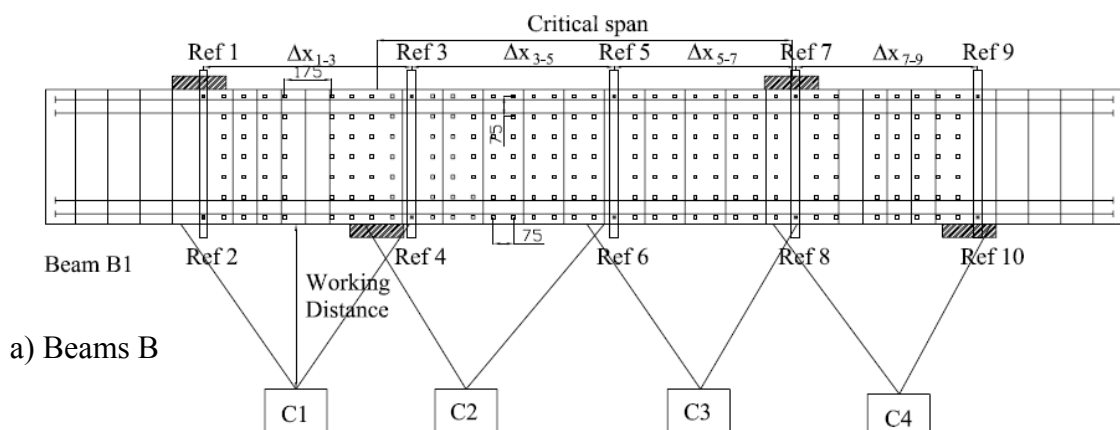 Critical span
Ref 1 Δx1-3 Ref 3 Δx3-5 Ref 5 Δx5-7 Ref 7 Δx7-9 Ref 9
175
75
75
Ref 2 Ref 4 Ref 6 Ref 8 Ref 10
Beam B1
Working
Distance
a) Beams B
C1 C2 C3 C4